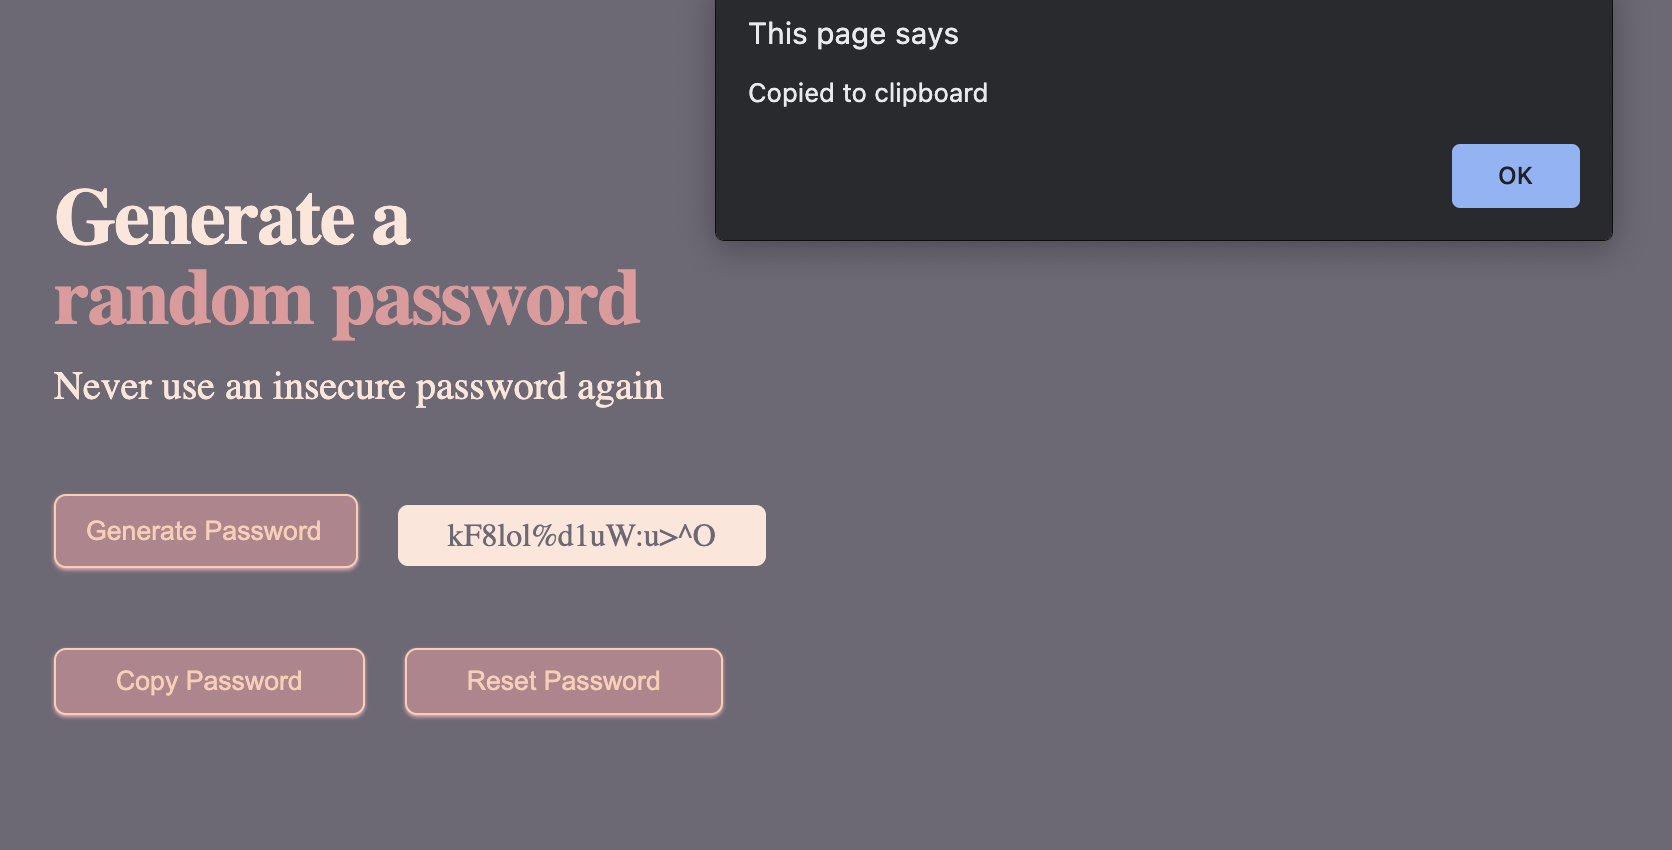 This page says
Copied to clipboard
OK
Generate a
random password
Never use an insecure password again
Generate Password
kF8lol%d1uW:u>^O
Copy Password
Reset Password